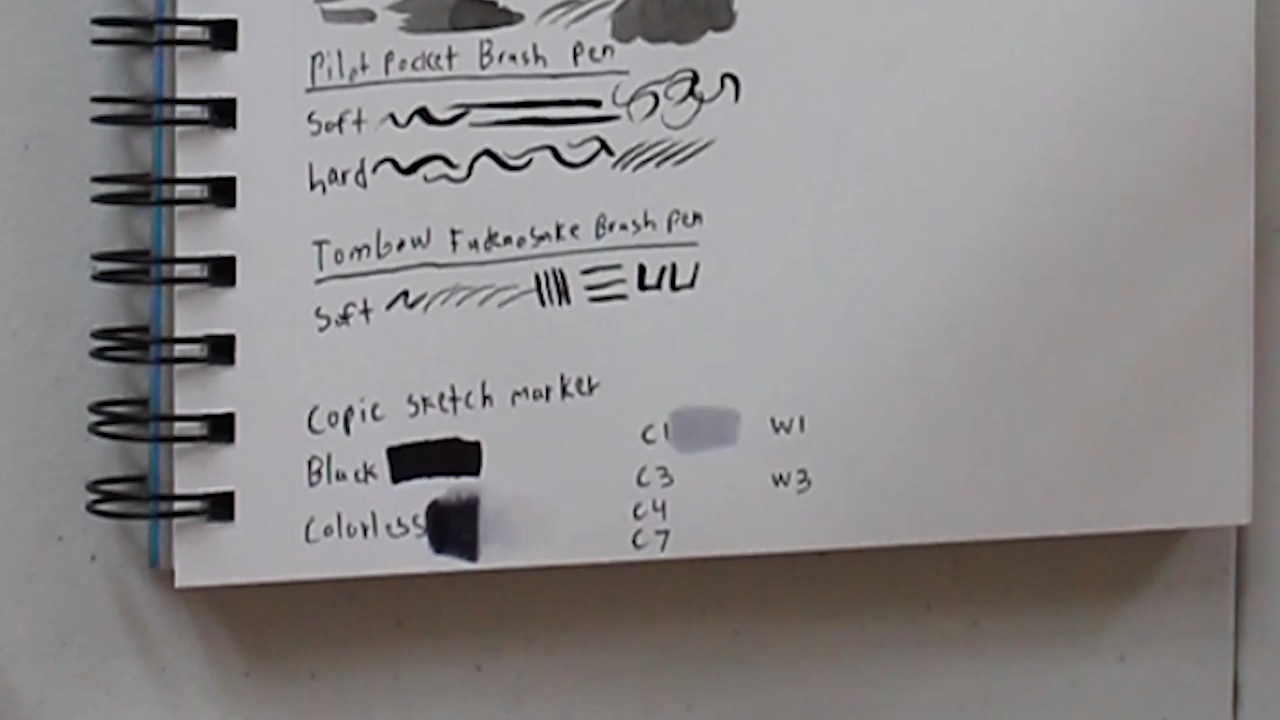 Pilot Pocket Brush Pen
Soft
hard
Tombow Fudenosuke Brush Pen
Soft
Copic Sketch marker
Black C1 W1
Colorless C3 W3
C4
C7